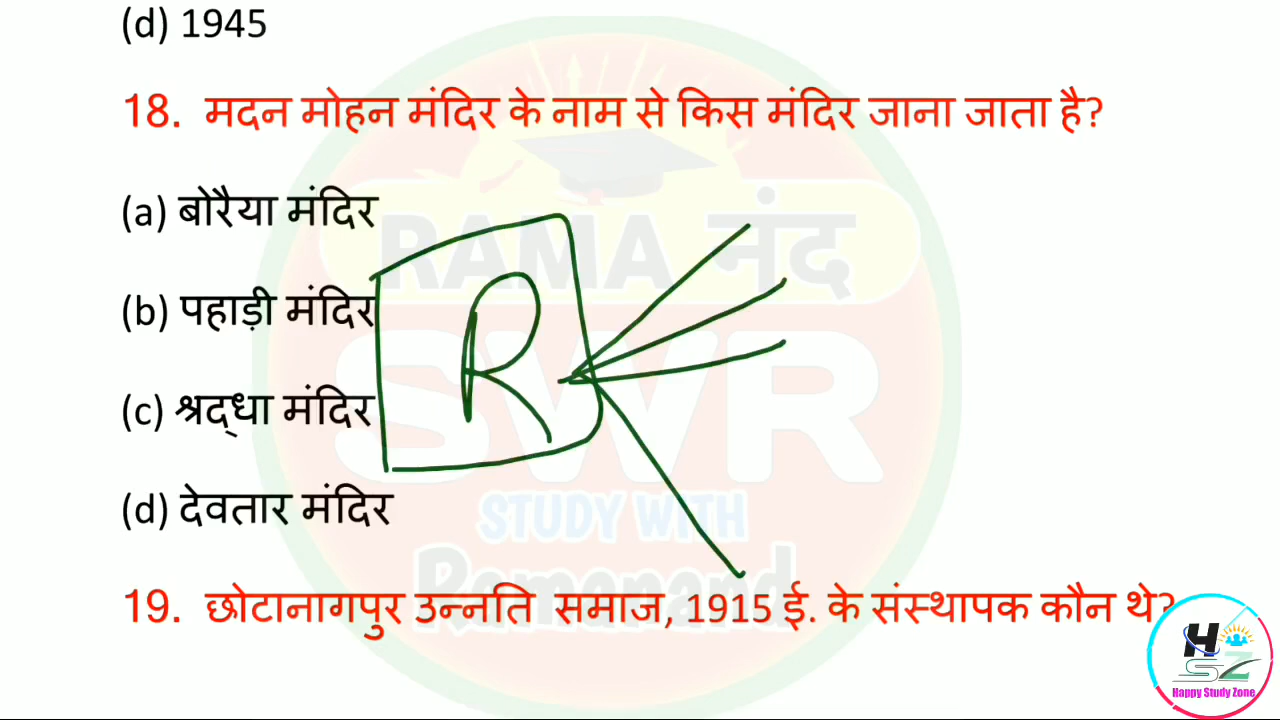 (d) 1945
18. मदन मोहन मंदिर के नाम से किस मंदिर जाना जाता है?
(a) बोरैया मंदिर
RAMA नंद
(b) पहाड़ी मंदिर
R
SWR
(c) श्रद्‌धा मंदिर
(d) देवतार मंदिर
STUDY WITH
Ramanand
19. छोटानागपुर उन्नति समाज, 1915 ई. के संस्थापक कौन थे?
HSZ
Happy Study Zone